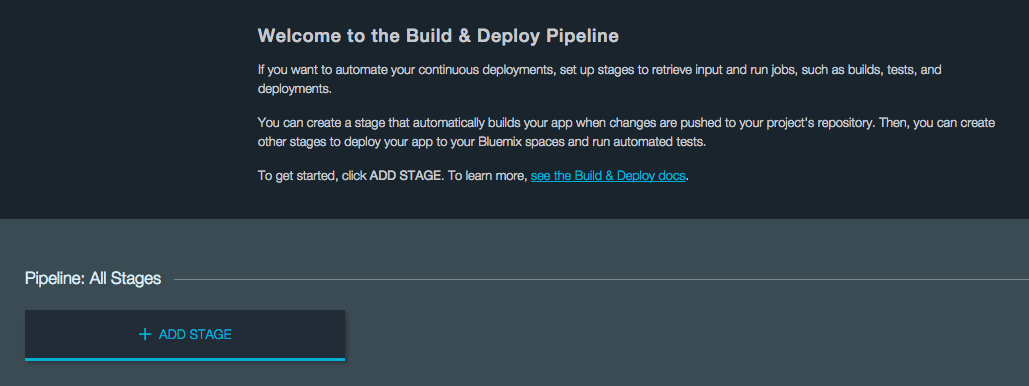 Welcome to the Build & Deploy Pipeline
If you want to automate your continuous deployments, set up stages to retrieve input and run jobs, such as builds, tests, and
deployments.
You can create a stage that automatically builds your app when changes are pushed to your project's repository. Then, you can create
other stages to deploy your app to your Bluemix spaces and run automated tests.
To get started, click ADD STAGE. To learn more, see the Build & Deploy docs.
Pipeline: All Stages
+ ADD STAGE